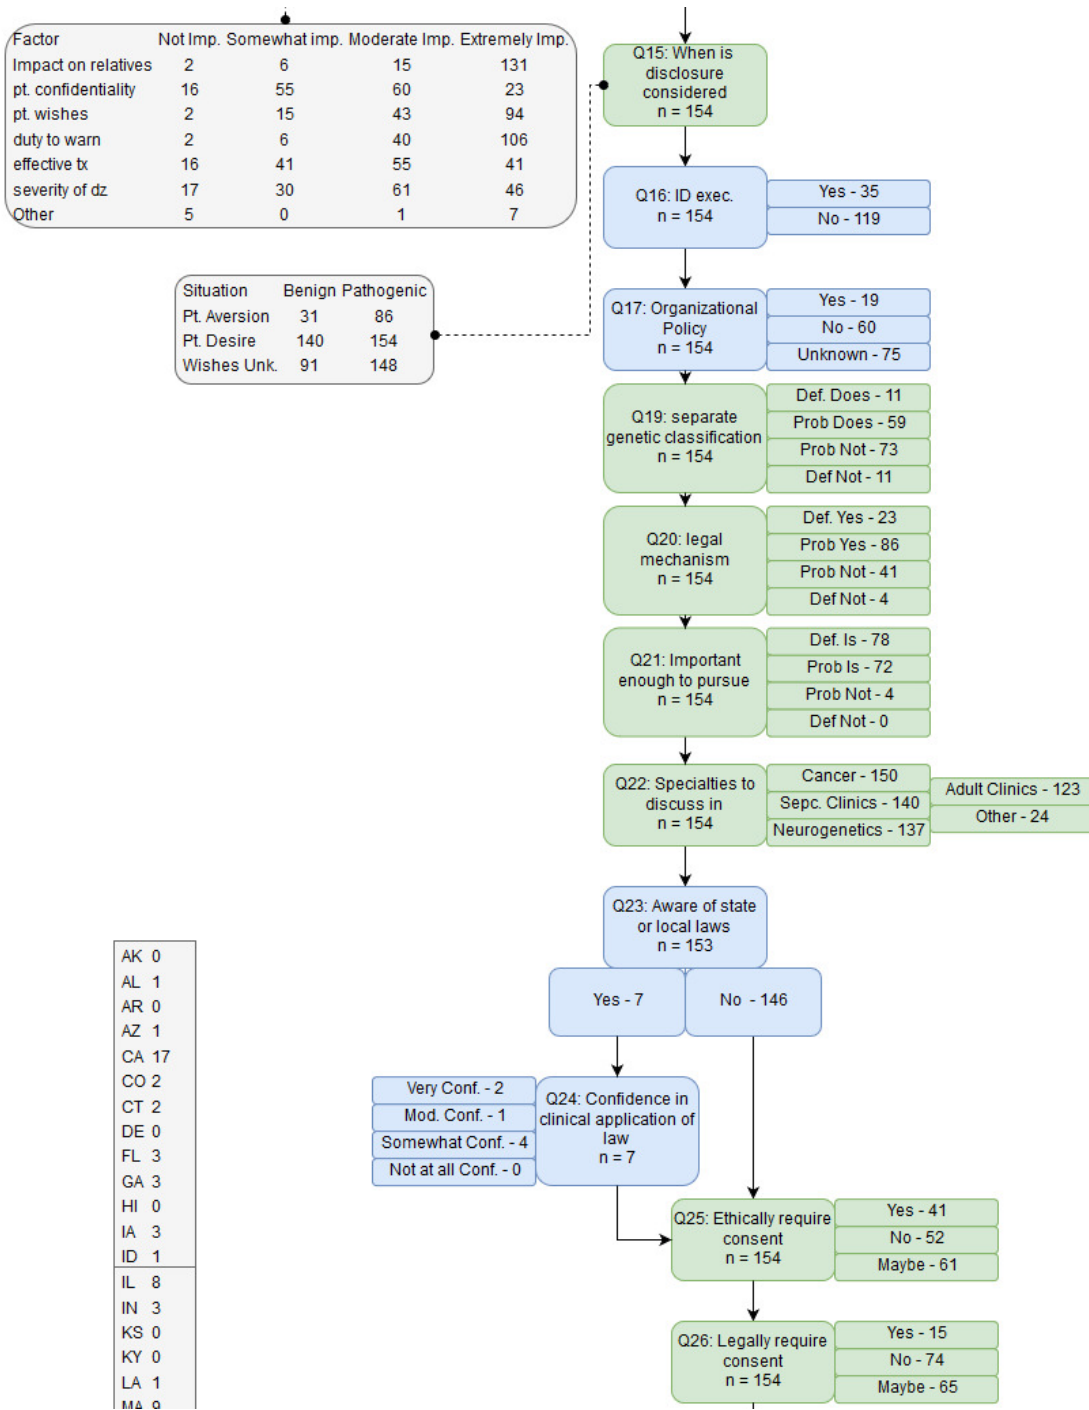 Factor Not Imp. Somewhat imp. Moderate Imp. Extremely Imp.
Impact on relatives 2 6 15 131
pt. confidentiality 16 55 60 23
pt. wishes 2 15 43 94
duty to warn 2 6 40 106
effective tx 16 41 55 41
severity of dz 17 30 61 46
Other 5 0 1 7
Situation Benign Pathogenic
Pt. Aversion 31 86
Pt. Desire 140 154
Wishes Unk. 91 148
Q15: When is
disclosure
considered
n = 154
Q16: ID exec.
n = 154
Yes - 35
No - 119
Q17: Organizational
Policy
n = 154
Yes - 19
No - 60
Unknown - 75
Q19: separate
genetic classification
n = 154
Def. Does - 11
Prob Does - 59
Prob Not - 73
Def Not - 11
Q20: legal
mechanism
n = 154
Def. Yes - 23
Prob Yes - 86
Prob Not - 41
Def Not - 4
Q21: Important
enough to pursue
n = 154
Def. Is - 78
Prob Is - 72
Prob Not - 4
Def Not - 0
Q22: Specialties to
discuss in
n = 154
Cancer - 150
Sepc. Clinics - 140
Neurogenetics - 137
Adult Clinics - 123
Other - 24
Q23: Aware of state
or local laws
n = 153
Yes - 7
No - 146
Q24: Confidence in
clinical application of
law
n = 7
Very Conf. - 2
Mod. Conf. - 1
Somewhat Conf. - 4
Not at all Conf. - 0
Q25: Ethically require
consent
n = 154
Yes - 41
No - 52
Maybe - 61
Q26: Legally require
consent
n = 154
Yes - 15
No - 74
Maybe - 65
AK 0
AL 1
AR 0
AZ 1
CA 17
CO 2
CT 2
DE 0
FL 3
GA 3
HI 0
IA 3
ID 1
IL 8
IN 3
KS 0
KY 0
LA 1
MA 9